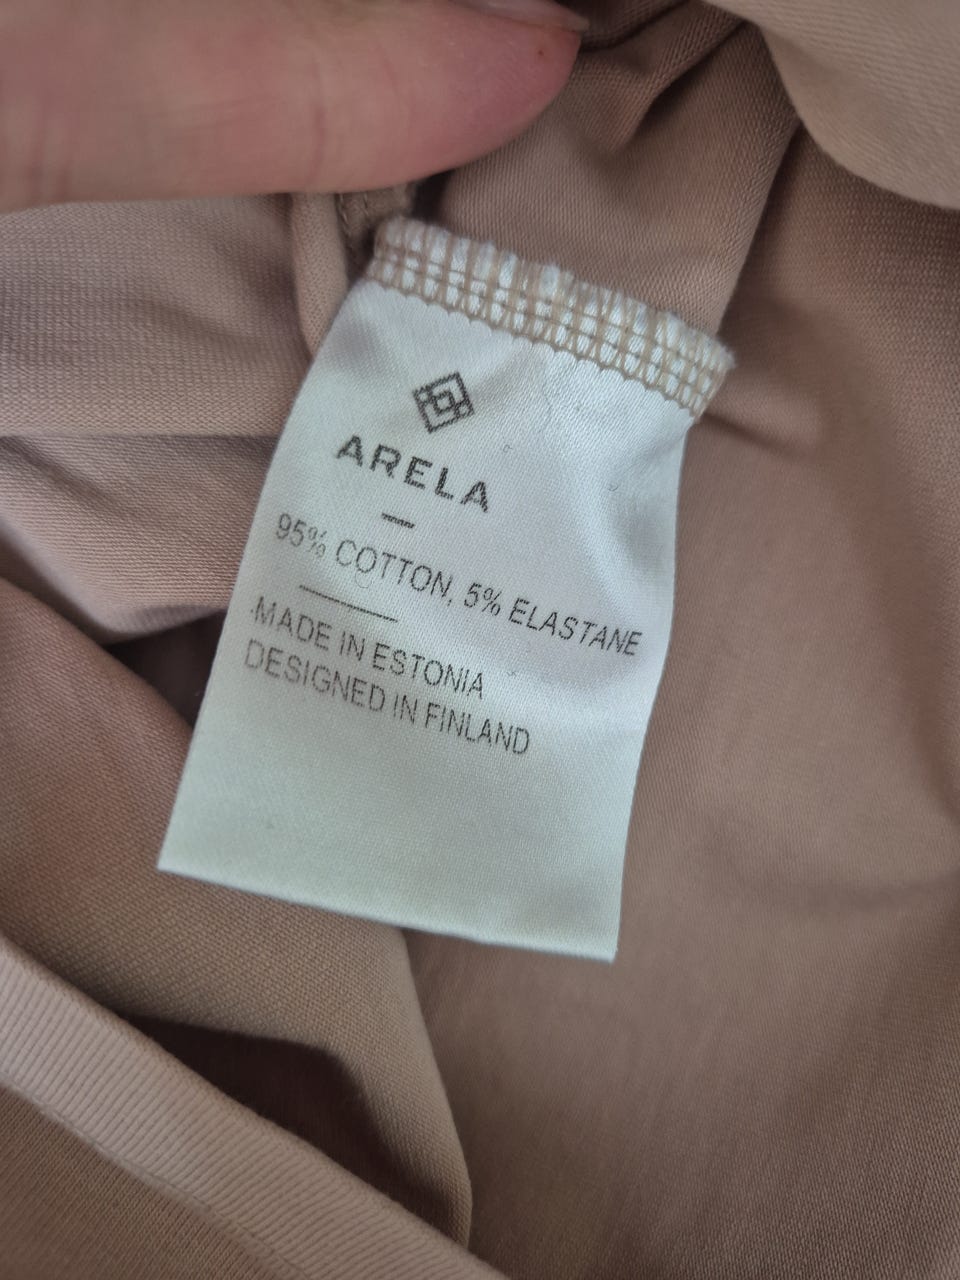 ARELA
95% COTTON, 5% ELASTANE
MADE IN ESTONIA
DESIGNED IN FINLAND